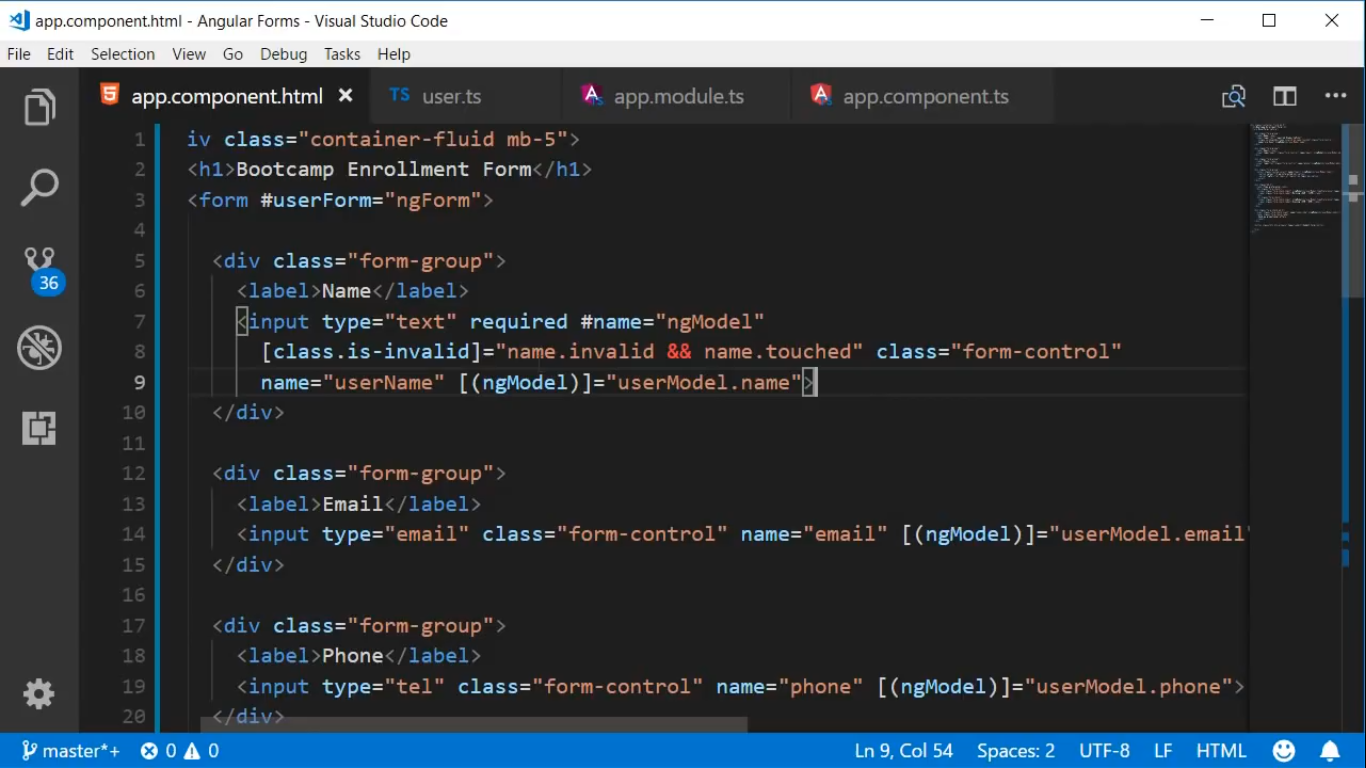 app.component.html - Angular Forms - Visual Studio Code
File Edit Selection View Go Debug Tasks Help
app.component.html TS user.ts app.module.ts app.component.ts
1 iv class="container-fluid mb-5">
2 <h1>Bootcamp Enrollment Form</h1>
3 <form #userForm="ngForm">
4
5 <div class="form-group">
6 <label>Name</label>
7 <input type="text" required #name="ngModel"
8 [class.is-invalid]="name.invalid && name.touched" class="form-control"
9 name="userName" [(ngModel)]="userModel.name">
10 </div>
11
12 <div class="form-group">
13 <label>Email</label>
14 <input type="email" class="form-control" name="email" [(ngModel)]="userModel.email"
15 </div>
16
17 <div class="form-group">
18 <label>Phone</label>
19 <input type="tel" class="form-control" name="phone" [(ngModel)]="userModel.phone">
20 </div>
36
master*+ 0 0 Ln 9, Col 54 Spaces: 2 UTF-8 LF HTML